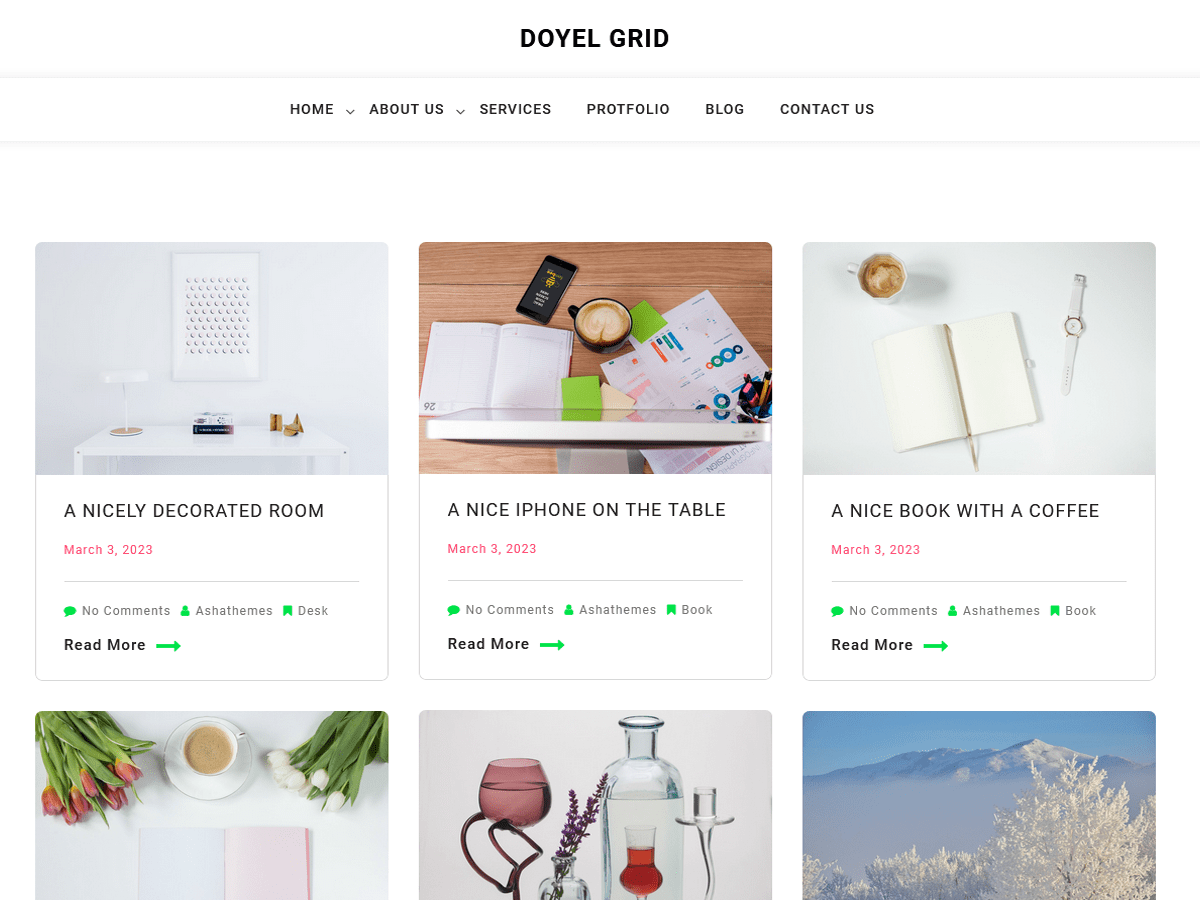 DOYEL GRID
HOME ABOUT US SERVICES PROTFOLIO BLOG CONTACT US
A NICELY DECORATED ROOM
March 3, 2023
No Comments Ashathemes Desk
Read More
26
A NICE IPHONE ON THE TABLE
March 3, 2023
No Comments Ashathemes Book
Read More
A NICE BOOK WITH A COFFEE
March 3, 2023
No Comments Ashathemes Book
Read More